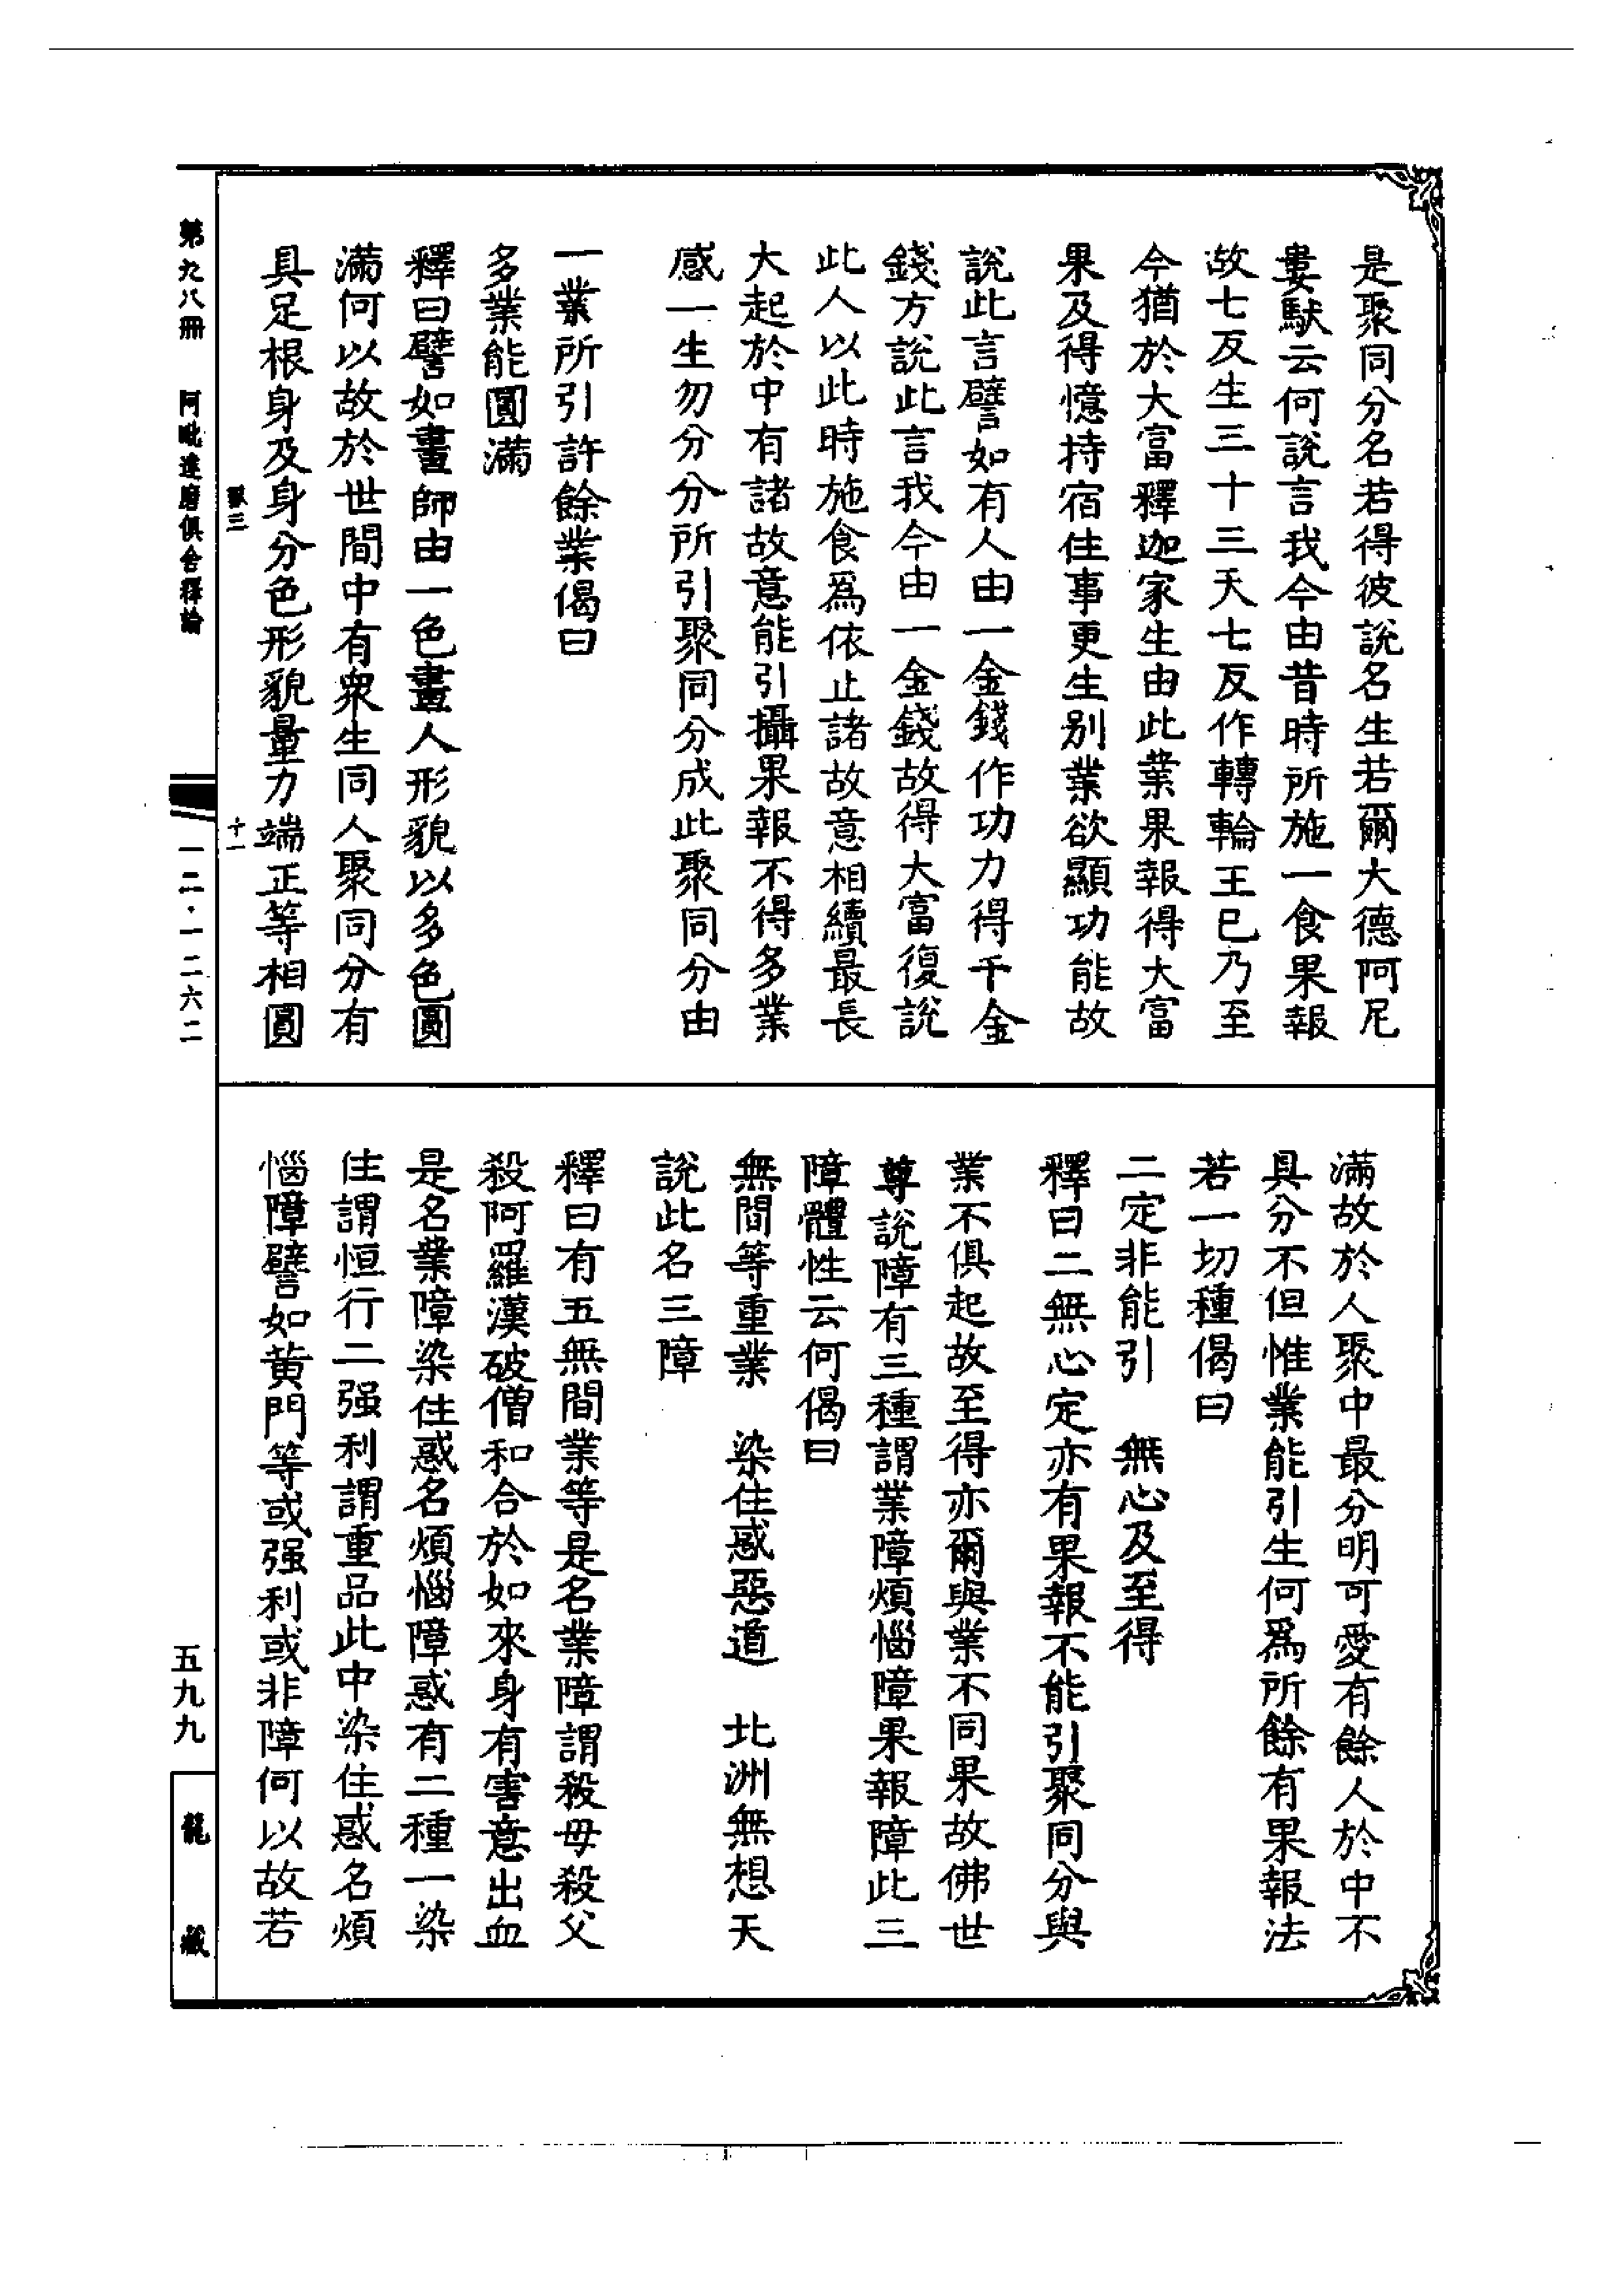 是聚同分名若得彼說名生若爾大德阿尼
婁馱云何說言我今由昔時所施一食果報
故七反生三十三天七反作轉輪王已乃至
今猶於大富釋迦家生由此業果報得大富
果及得憶持宿住事更生別業欲顯功能故
說此言譬如有人由一金錢作功力得千金
錢方說此言我今由一金錢故得大富復說
此人以此時施食爲依止諸故意相續最長
大起於中有諸故意能引攝果報不得多業
感一生勿分分所引聚同分成此聚同分由
一業所引許餘業偈曰
多業能圓滿
釋曰譬如畫師由一色畫人形貌以多色圓
滿何以故於世間中有衆生同人聚同分有
具足根身及身分色形貌量力端正等相圓
滿故於人聚中最分明可愛有餘人於中不
具分不但惟業能引生何爲所餘有果報法
若一切種偈曰
二定非能引　無心及至得
釋曰二無心定亦有果報不能引聚同分與
業不俱起故至得亦爾與業不同果故佛世
尊說障有三種謂業障煩惱障果報障此三
障體性云何偈曰
無間等重業　染住惑惡道　北洲無想天
說此名三障
釋曰有五無間業等是名業障謂殺母殺父
殺阿羅漢破僧和合於如來身有害意出血
是名業障染住惑名煩惱障惑有二種一染
住謂恒行二强利謂重品此中染住惑名煩
惱障譬如黄門等或强利或非障何以故若
第九八冊　阿毗達磨俱舍釋論　一二·一二六二　五九九　龍藏
三　十一